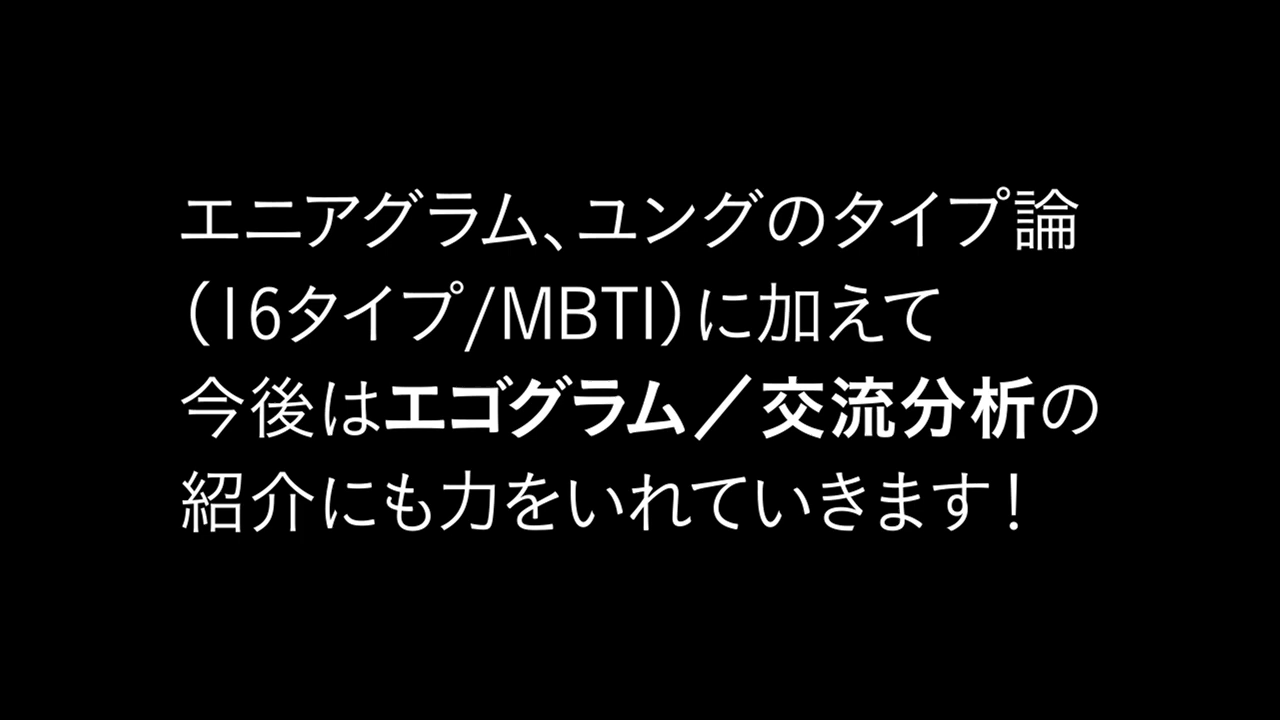 エニアグラム、ユングのタイプ論
（16タイプ/MBTI）に加えて
今後はエゴグラム／交流分析の
紹介にも力をいれていきます！